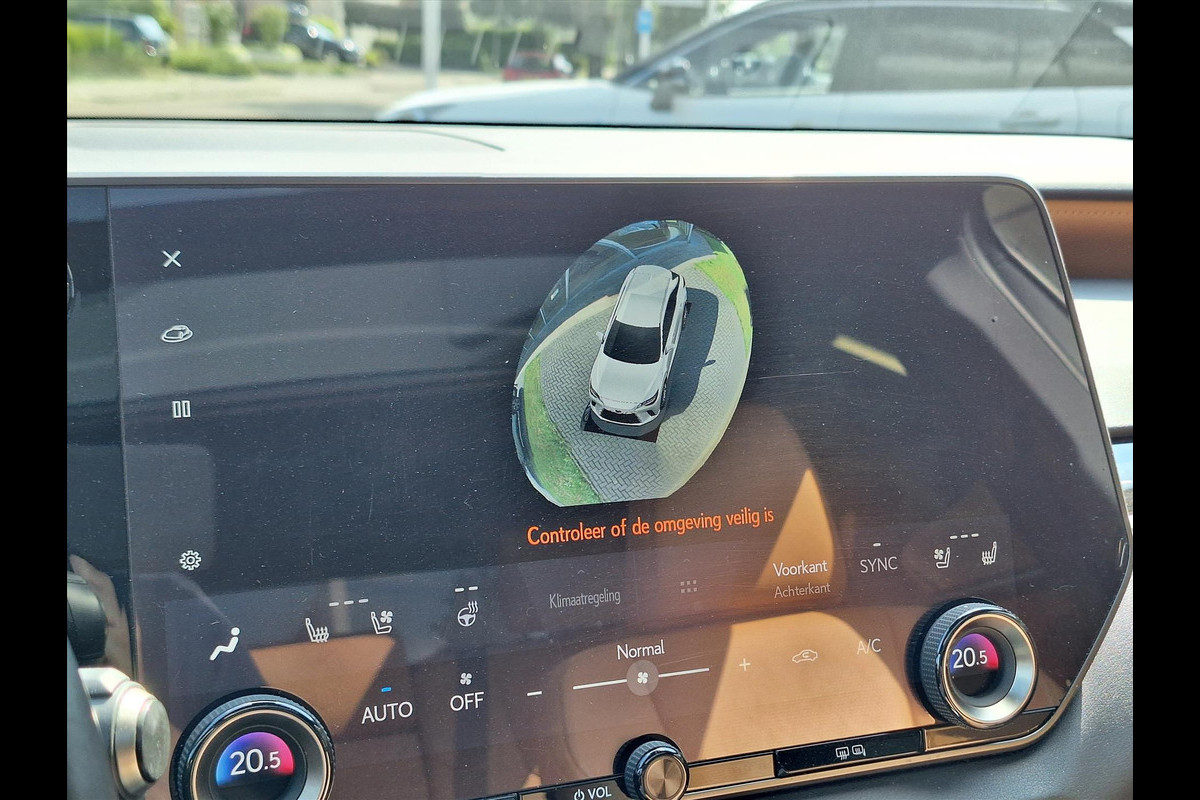 Controleer of de omgeving veilig is
Klimaatregeling
Voorkant
Achterkant
SYNC
Normal
A/C
AUTO
OFF
20.5
20.5
VOL